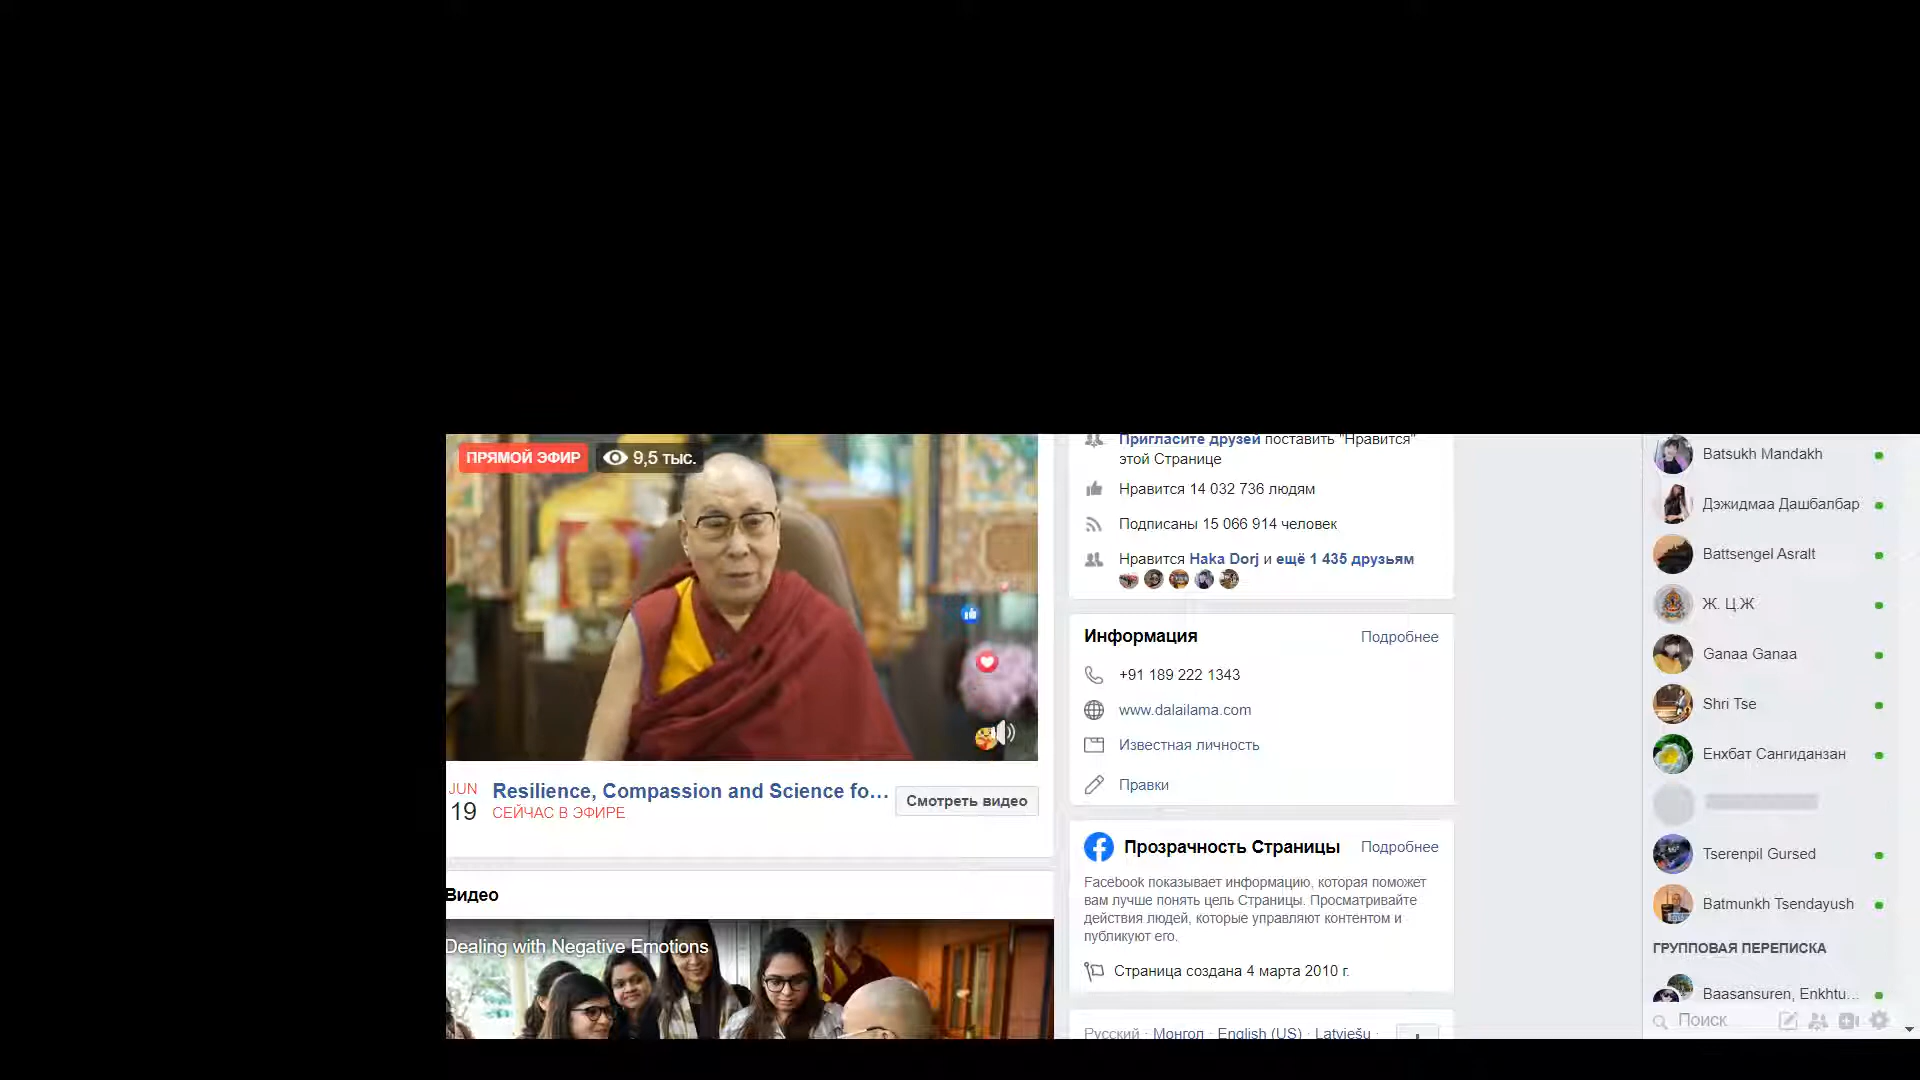 ПРЯМОЙ ЭФИР
9,5 тыс.
JUN
19
Resilience, Compassion and Science fo...
СЕЙЧАС В ЭФИРЕ
Смотреть видео
Видео
Dealing with Negative Emotions
Пригласите друзей поставить "Нравится"
этой Странице
Нравится 14 032 736 людям
Подписаны 15 066 914 человек
Нравится Haka Dorj и ещё 1 435 друзьям
Информация
Подробнее
+91 189 222 1343
www.dalailama.com
Известная личность
Правки
Прозрачность Страницы
Подробнее
Facebook показывает информацию, которая поможет
вам лучше понять цель Страницы. Просматривайте
действия людей, которые управляют контентом и
публикуют его.
Страница создана 4 марта 2010 г.
Русский · Монгол · English (US) · Latviešu ·
Batsukh Mandakh
Дэжидмаа Дашбалбар
Battsengel Asralt
Ж. Ц.Ж
Ganaa Ganaa
Shri Tse
Енхбат Сангиданзан
Tserenpil Gursed
Batmunkh Tsendayush
ГРУППОВАЯ ПЕРЕПИСКА
Baasansuren, Enkhtu...
Поиск